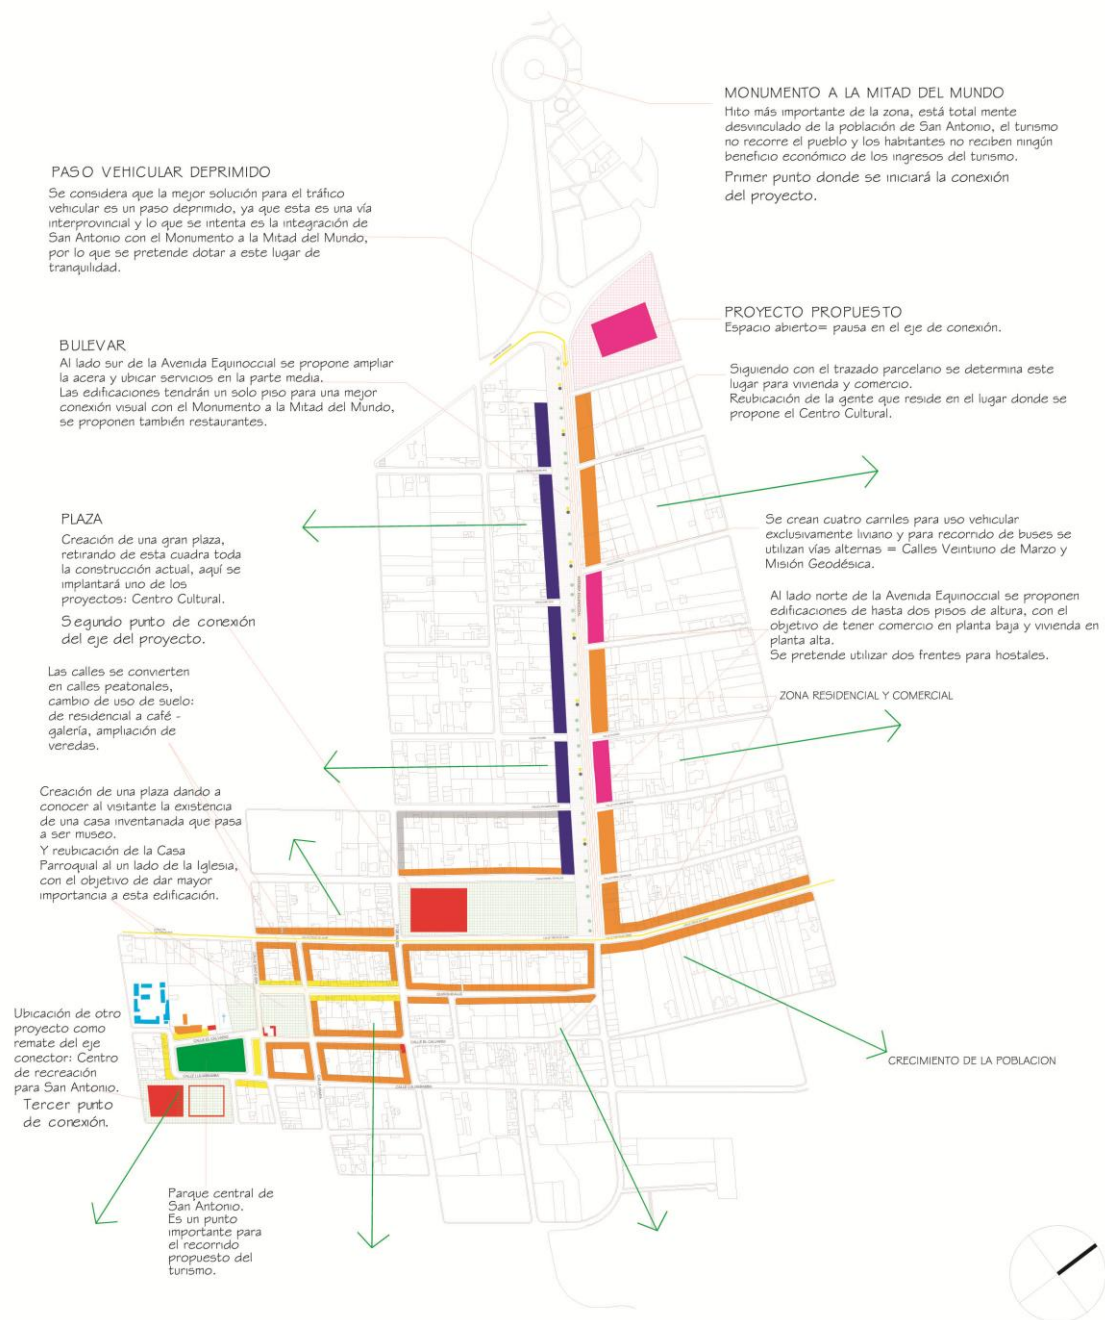 MONUMENTO A LA MITAD DEL MUNDO
Hito más importante de la zona, está total mente
desvinculado de la población de San Antonio, el turismo
no recorre el pueblo y los habitantes no reciben ningún
beneficio económico de los ingresos del turismo.
Primer punto donde se iniciará la conexión
del proyecto.
PASO VEHICULAR DEPRIMIDO
Se considera que la mejor solución para el tráfico
vehicular es un paso deprimido, ya que esta es una vía
interprovincial y lo que se intenta es la integración de
San Antonio con el Monumento a la Mitad del Mundo,
por lo que se pretende dotar a este lugar de
tranquilidad.
PROYECTO PROPUESTO
Espacio abierto= pausa en el eje de conexión.
BULEVAR
Al lado sur de la Avenida Equinoccial se propone ampliar
la acera y ubicar servicios en la parte media.
Las edificaciones tendrán un solo piso para una mejor
conexión visual con el Monumento a la Mitad del Mundo,
se proponen también restaurantes.
Siguiendo con el trazado parcelario se determina este
lugar para vivienda y comercio.
Reubicación de la gente que reside en el lugar donde se
propone el Centro Cultural.
PLAZA
Creación de una gran plaza,
retirando de esta cuadra toda
la construcción actual, aquí se
implantará uno de los
proyectos: Centro Cultural.
Segundo punto de conexión
del eje del proyecto.
Se crean cuatro carriles para uso vehicular
exclusivamente liviano y para recorrido de buses se
utilizan vías alternas = Calles Veintiuno de Marzo y
Misión Geodésica.
Al lado norte de la Avenida Equinoccial se proponen
edificaciones de hasta dos pisos de altura, con el
objetivo de tener comercio en planta baja y vivienda en
planta alta.
Se pretende utilizar dos frentes para hostales.
Las calles se convierten
en calles peatonales,
cambio de uso de suelo:
de residencial a café -
galería, ampliación de
veredas.
ZONA RESIDENCIAL Y COMERCIAL
Creación de una plaza dando a
conocer al visitante la existencia
de una casa inventariada que pasa
a ser museo.
Y reubicación de la Casa
Parroquial al un lado de la Iglesia,
con el objetivo de dar mayor
importancia a esta edificación.
Ubicación de otro
proyecto como
remate del eje
conector: Centro
de recreación
para San Antonio.
Tercer punto
de conexión.
CALLE EL CALVARIO
CALLE EL CALVARIO
CRECIMIENTO DE LA POBLACION
Parque central de
San Antonio.
Es un punto
importante para
el recorrido
propuesto del
turismo.